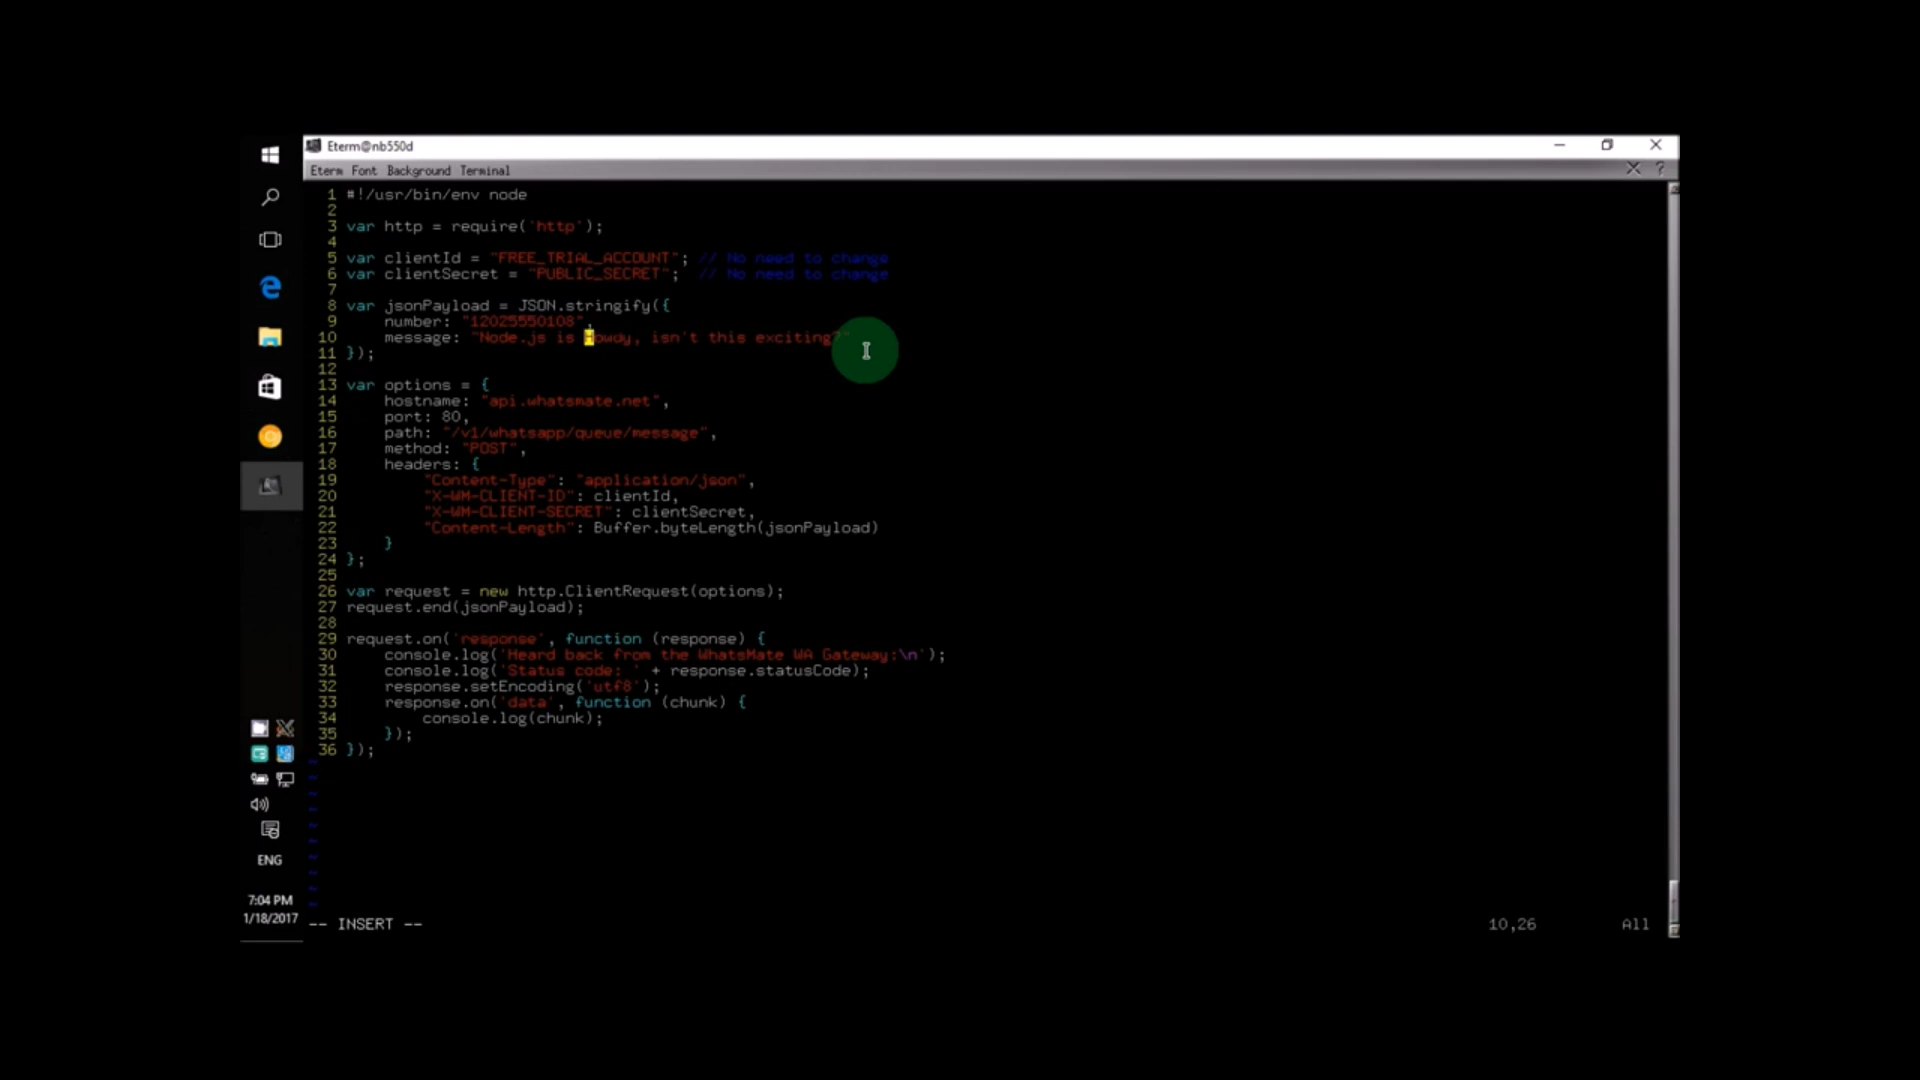 Eterm@nb550d
Eterm Font Background Terminal
?
1 #!/usr/bin/env node
2
3 var http = require('http');
4
5 var clientId = "FREE_TRIAL_ACCOUNT"; // No need to change
6 var clientSecret = "PUBLIC_SECRET"; // No need to change
7
8 var jsonPayload = JSON.stringify({
9 number: "12025550108",
10 message: "Node.js is Howdy, isn't this exciting?"
11 });
12
13 var options = {
14 hostname: "api.whatsmate.net",
15 port: 80,
16 path: "/v1/whatsapp/queue/message",
17 method: "POST",
18 headers: {
19 "Content-Type": "application/json",
20 "X-WM-CLIENT-ID": clientId,
21 "X-WM-CLIENT-SECRET": clientSecret,
22 "Content-Length": Buffer.byteLength(jsonPayload)
23 }
24 };
25
26 var request = new http.ClientRequest(options);
27 request.end(jsonPayload);
28
29 request.on('response', function (response) {
30 console.log('Heard back from the WhatsMate WA Gateway:\n');
31 console.log('Status code: ' + response.statusCode);
32 response.setEncoding('utf8');
33 response.on('data', function (chunk) {
34 console.log(chunk);
35 });
36 });
~
~
~
~
~
~
~
~
~
~
-- INSERT -- 10,26 All
ENG
7:04 PM
1/18/2017